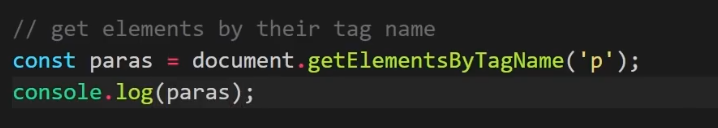 // get elements by their tag name
const paras = document.getElementsByTagName('p');
console.log(paras);